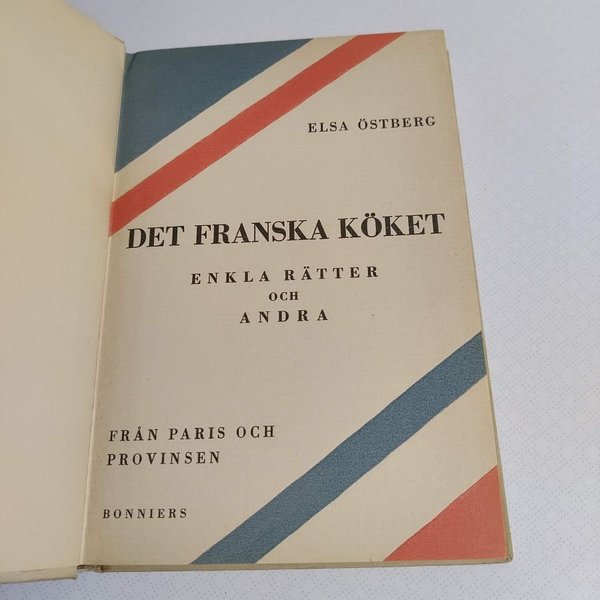 ELSA ÖSTBERG
DET FRANSKA KÖKET
ENKLA RÄTTER
OCH
ANDRA
FRÅN PARIS OCH
PROVINSEN
BONNIERS